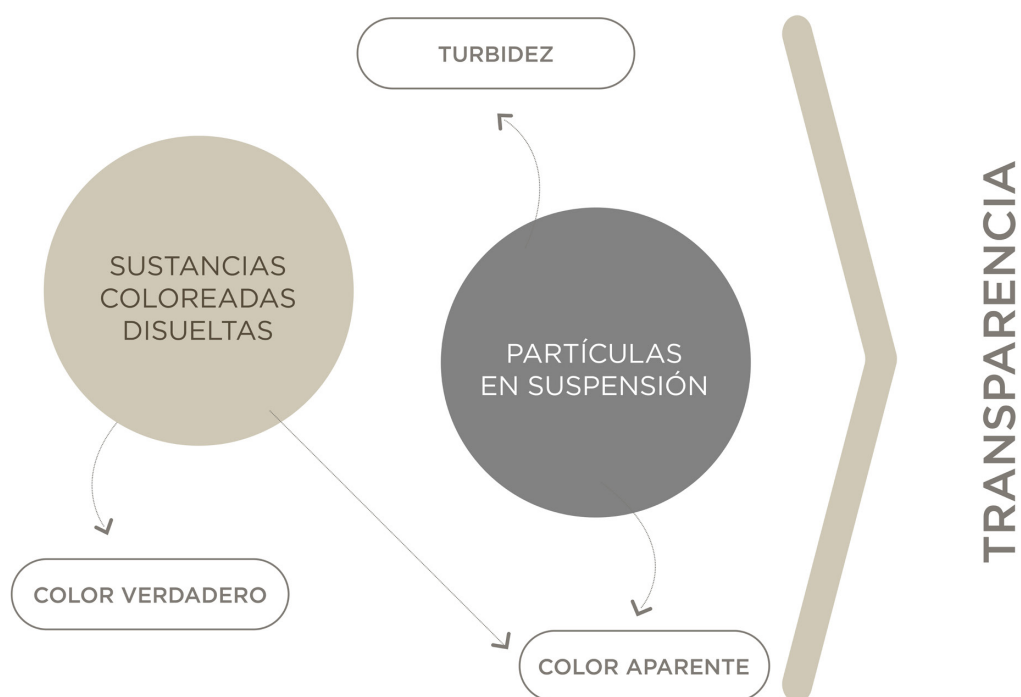 TURBIDEZ
SUSTANCIAS
COLOREADAS
DISUELTAS
PARTÍCULAS
EN SUSPENSIÓN
COLOR VERDADERO
COLOR APARENTE
TRANSPARENCIA